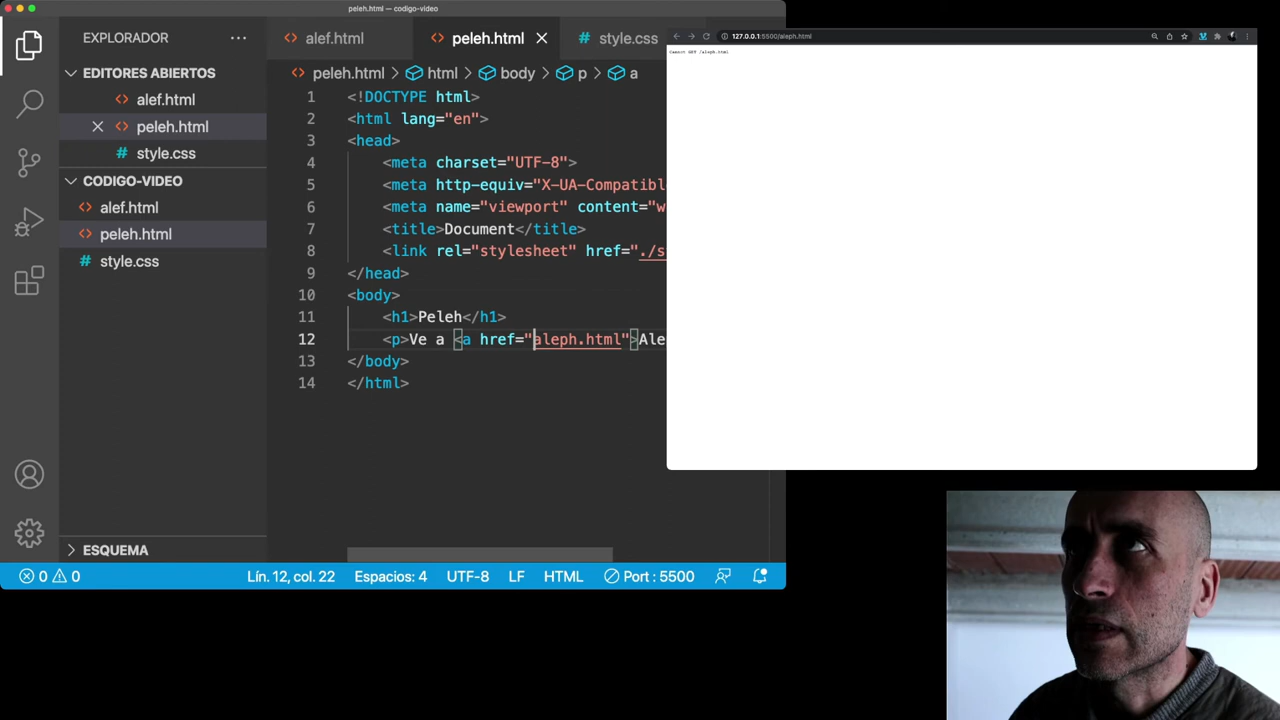 peleh.html — codigo-video
EXPLORADOR ···
EDITORES ABIERTOS
alef.html
peleh.html
style.css
CODIGO-VIDEO
alef.html
peleh.html
style.css
ESQUEMA
alef.html peleh.html style.css
peleh.html > html > body > p > a
1 <!DOCTYPE html>
2 <html lang="en">
3 <head>
4 <meta charset="UTF-8">
5 <meta http-equiv="X-UA-Compatible
6 <meta name="viewport" content="w
7 <title>Document</title>
8 <link rel="stylesheet" href="./s
9 </head>
10 <body>
11 <h1>Peleh</h1>
12 <p>Ve a <a href="aleph.html">Ale
13 </body>
14 </html>
0 0 Lín. 12, col. 22 Espacios: 4 UTF-8 LF HTML Port : 5500
127.0.0.1:5500/aleph.html
Cannot GET /aleph.html